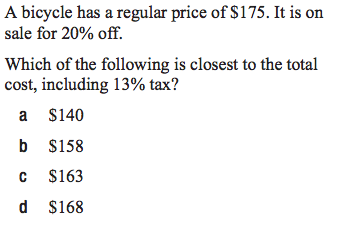 A bicycle has a regular price of $175. It is on
sale for 20% off.
Which of the following is closest to the total
cost, including 13% tax?
a $140
b $158
c $163
d $168